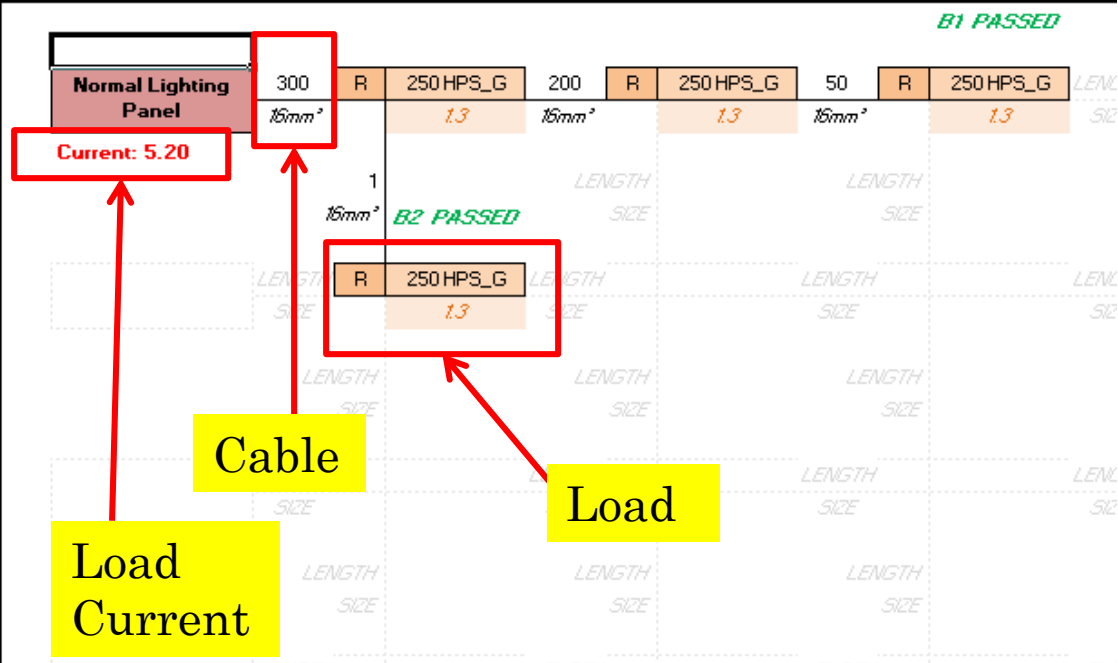 B1 PASSED
Normal Lighting Panel 300 R 250 HPS_G 200 R 250 HPS_G 50 R 250 HPS_G
16mm² 1.3 16mm² 1.3 16mm² 1.3
Current: 5.20
1 LENGTH LENGTH
16mm² B2 PASSED SIZE SIZE
LENGTH R 250 HPS_G LENGTH LENGTH
SIZE 1.3 SIZE SIZE
LENGTH LENGTH LENGTH
SIZE SIZE SIZE
Cable
LENGTH
SIZE SIZE
Load
Load
Current
LENGTH LENGTH LENGTH
SIZE SIZE SIZE